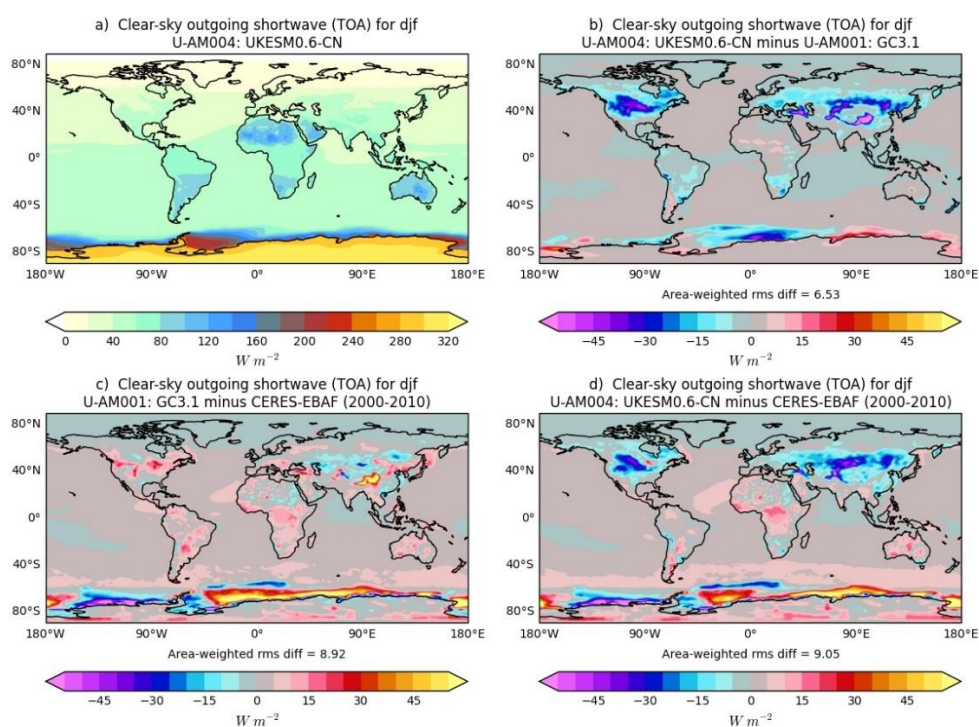 a) Clear-sky outgoing shortwave (TOA) for djf
U-AM004: UKESM0.6-CN
80°N
40°N
0°
40°S
80°S
180°W 90°W 0° 90°E 180°E
0 40 80 120 160 200 240 280 320
W m⁻²
b) Clear-sky outgoing shortwave (TOA) for djf
U-AM004: UKESM0.6-CN minus U-AM001: GC3.1
80°N
40°N
0°
40°S
80°S
180°W 90°W 0° 90°E 180°E
Area-weighted rms diff = 6.53
−45 −30 −15 0 15 30 45
W m⁻²
c) Clear-sky outgoing shortwave (TOA) for djf
U-AM001: GC3.1 minus CERES-EBAF (2000-2010)
80°N
40°N
0°
40°S
80°S
180°W 90°W 0° 90°E 180°E
Area-weighted rms diff = 8.92
−45 −30 −15 0 15 30 45
W m⁻²
d) Clear-sky outgoing shortwave (TOA) for djf
U-AM004: UKESM0.6-CN minus CERES-EBAF (2000-2010)
80°N
40°N
0°
40°S
80°S
180°W 90°W 0° 90°E 180°E
Area-weighted rms diff = 9.05
−45 −30 −15 0 15 30 45
W m⁻²